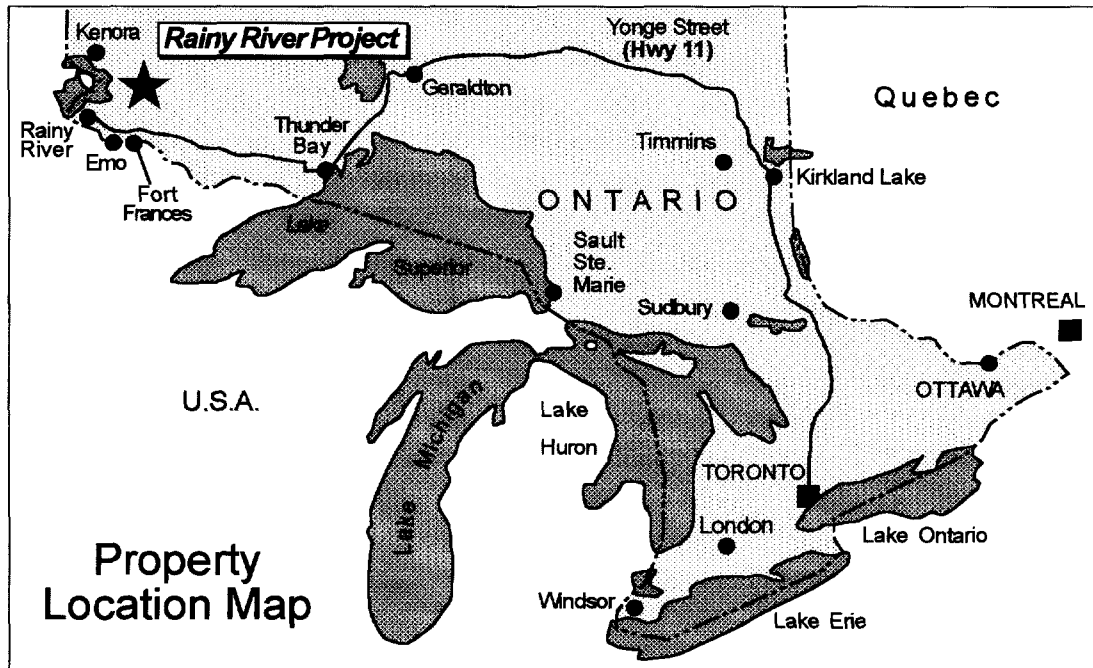 Kenora
Rainy River Project
Yonge Street
(Hwy 11)
Geraldton
Quebec
Rainy
River
Emo
Fort
Frances
Thunder
Bay
Timmins
Kirkland Lake
ONTARIO
Lake
Superior
Sault
Ste.
Marie
Sudbury
MONTREAL
OTTAWA
U.S.A.
Lake Michigan
Lake
Huron
TORONTO
London
Lake Ontario
Windsor
Lake Erie
Property
Location Map